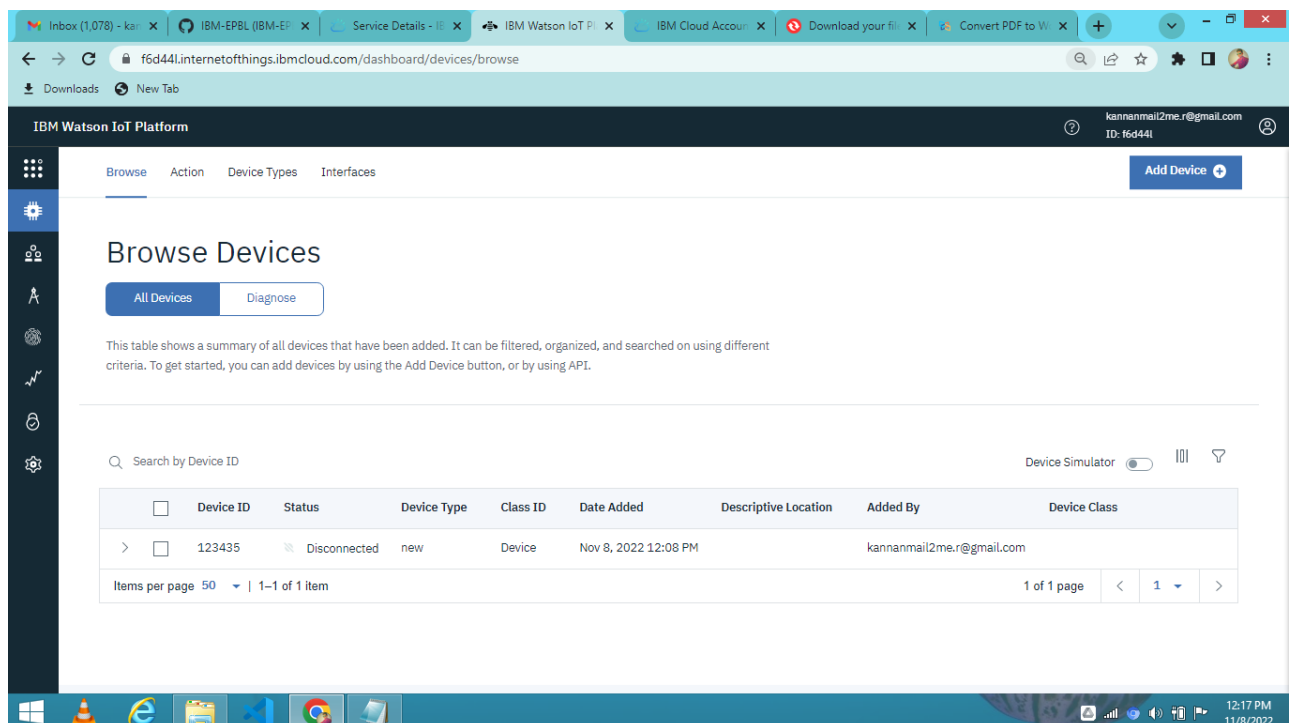 Inbox (1,078) - kar
IBM-EPBL (IBM-EP
Service Details - IE
IBM Watson IoT Pl
IBM Cloud Accoun
Download your file
Convert PDF to W
f6d44l.internetofthings.ibmcloud.com/dashboard/devices/browse
Downloads New Tab
IBM Watson IoT Platform
kannanmail2me.r@gmail.com
ID: f6d44l
Browse Action Device Types Interfaces Add Device
Browse Devices
All Devices Diagnose
This table shows a summary of all devices that have been added. It can be filtered, organized, and searched on using different
criteria. To get started, you can add devices by using the Add Device button, or by using API.
Search by Device ID Device Simulator
Device ID Status Device Type Class ID Date Added Descriptive Location Added By Device Class
123435 Disconnected new Device Nov 8, 2022 12:08 PM kannanmail2me.r@gmail.com
Items per page 50 | 1–1 of 1 item 1 of 1 page 1
12:17 PM
11/8/2022